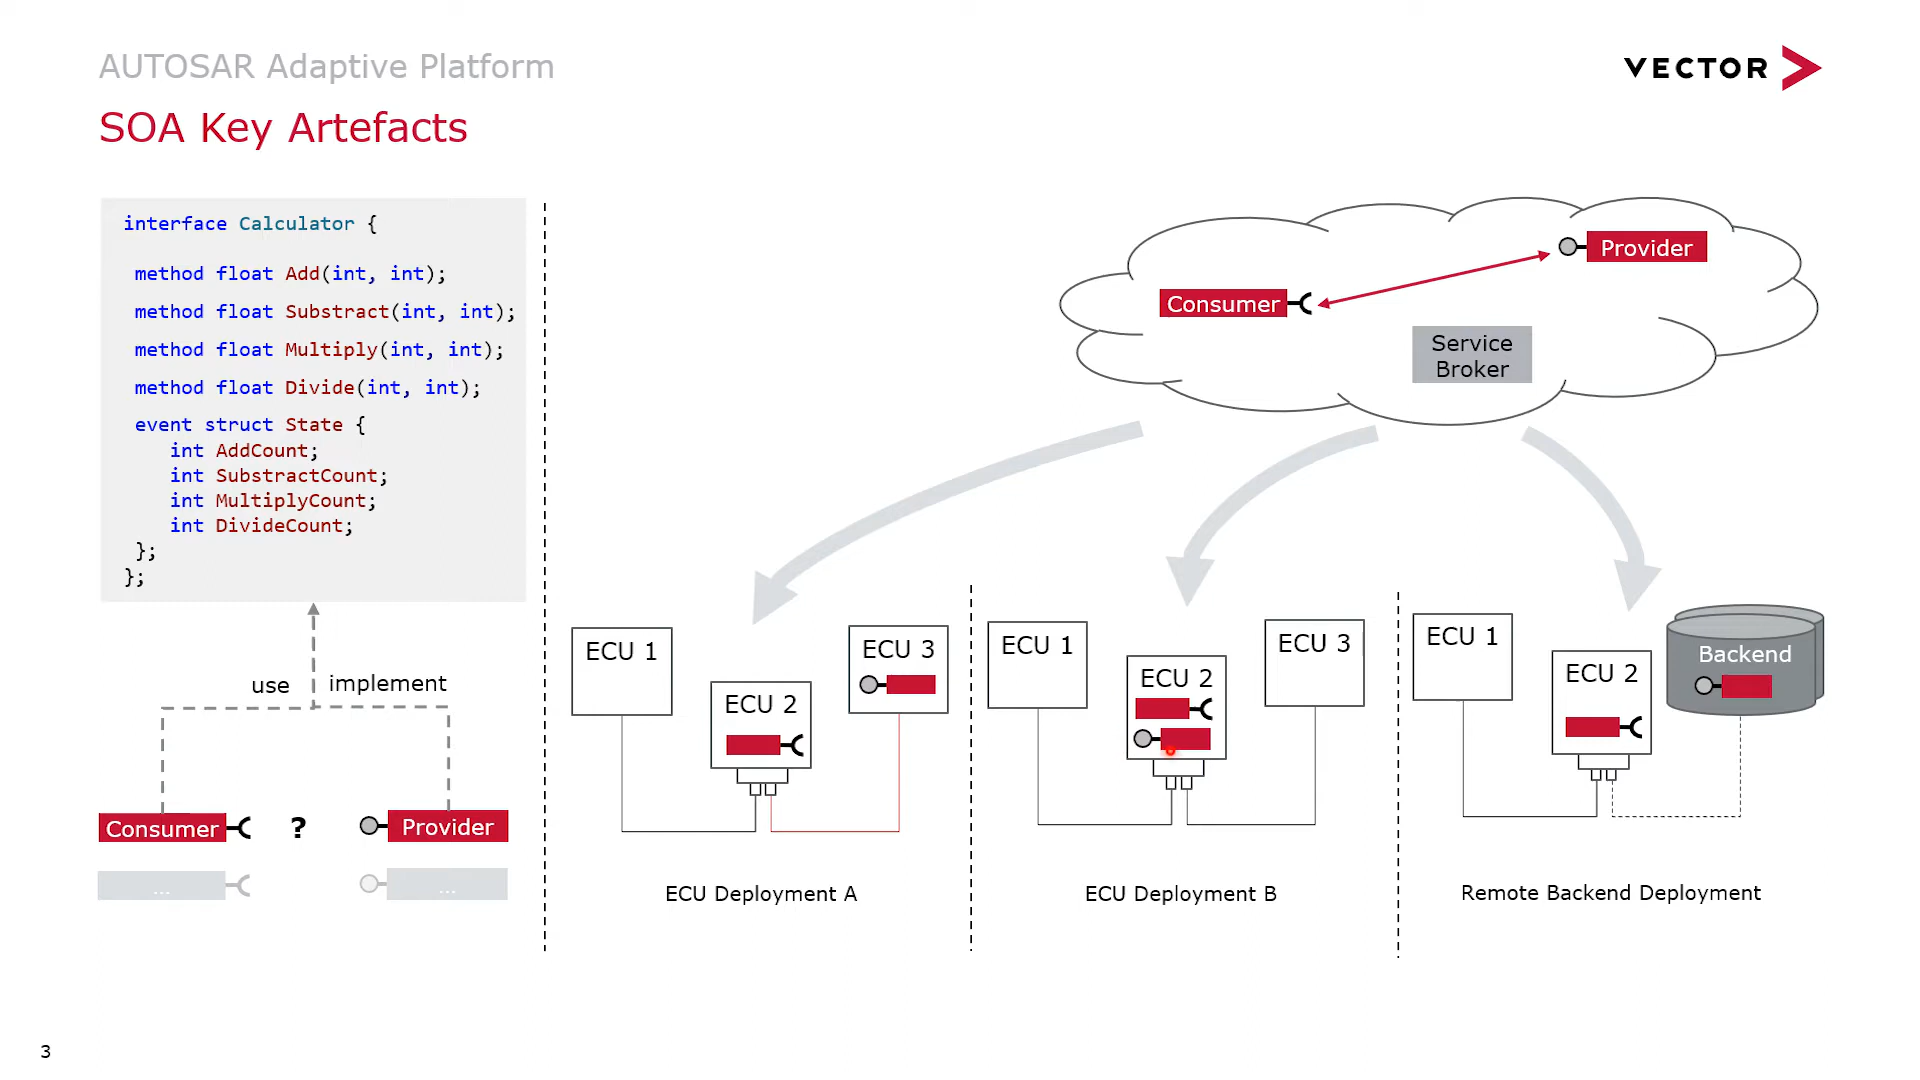 AUTOSAR Adaptive Platform
VECTOR
SOA Key Artefacts
interface Calculator {
method float Add(int, int);
method float Substract(int, int);
method float Multiply(int, int);
method float Divide(int, int);
event struct State {
int AddCount;
int SubstractCount;
int MultiplyCount;
int DivideCount;
};
};
use
implement
Consumer
?
Provider
...
...
Provider
Consumer
Service
Broker
ECU 1
ECU 2
ECU 3
ECU Deployment A
ECU 1
ECU 2
ECU 3
ECU Deployment B
ECU 1
ECU 2
Backend
Remote Backend Deployment
3